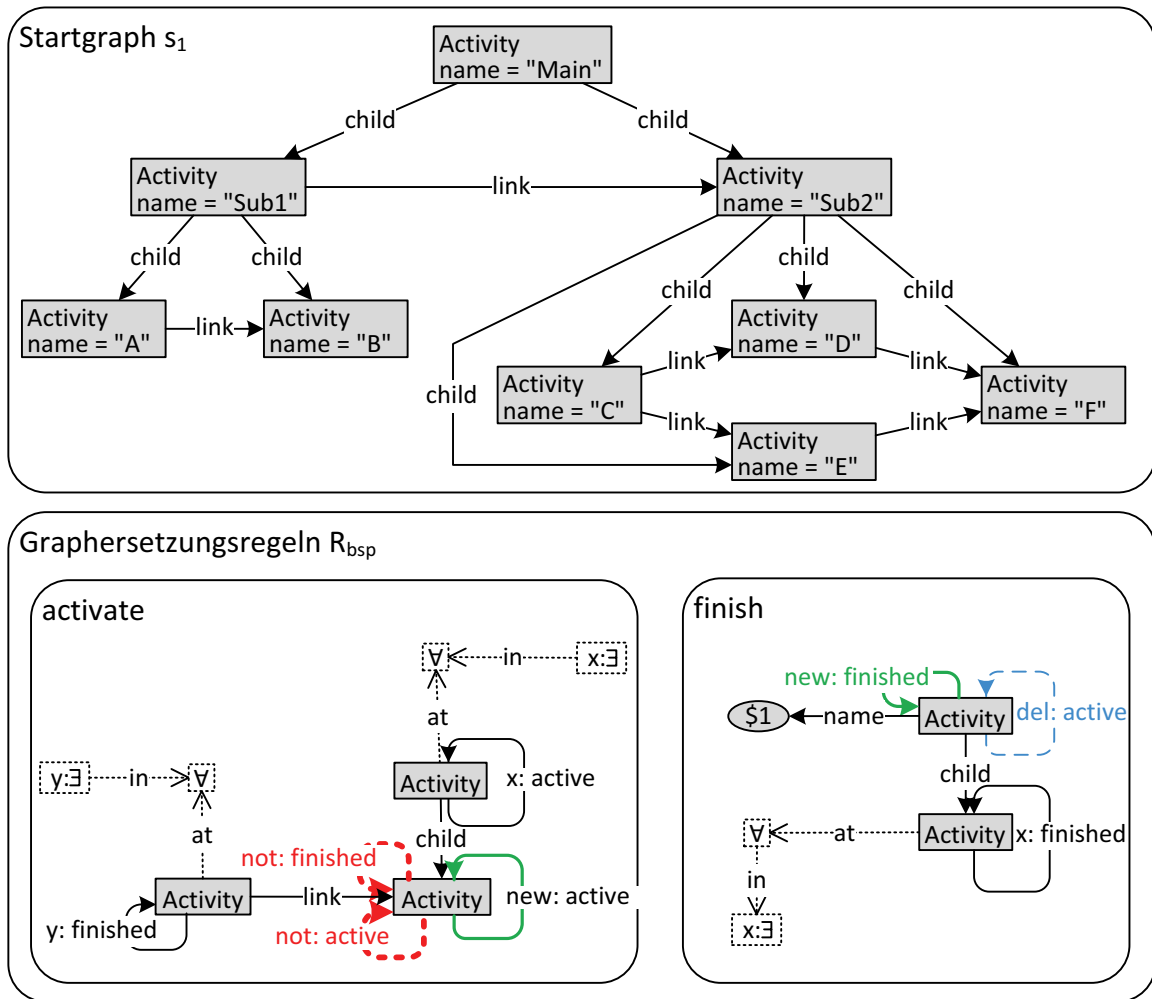 Startgraph s₁
Activity
name = "Main"
child
child
Activity
name = "Sub1"
link
Activity
name = "Sub2"
child
child
child
child
child
Activity
name = "A"
link
Activity
name = "B"
Activity
name = "D"
child
link
link
Activity
name = "C"
Activity
name = "F"
link
link
Activity
name = "E"
Graphersetzungsregeln R_bsp
activate
∀
in
x:∃
at
Activity
x: active
y:∃
in
∀
at
child
not: finished
Activity
link
Activity
new: active
y: finished
not: active
finish
new: finished
$1
name
Activity
del: active
child
∀
at
Activity
x: finished
in
x:∃